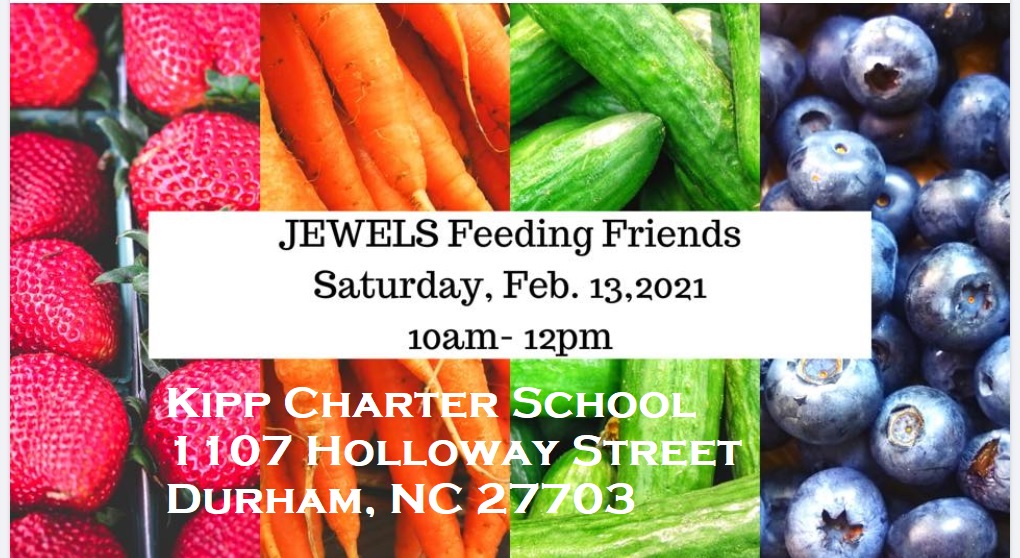 JEWELS Feeding Friends
Saturday, Feb. 13,2021
10am- 12pm
Kipp Charter School
1107 Holloway Street
Durham, NC 27703